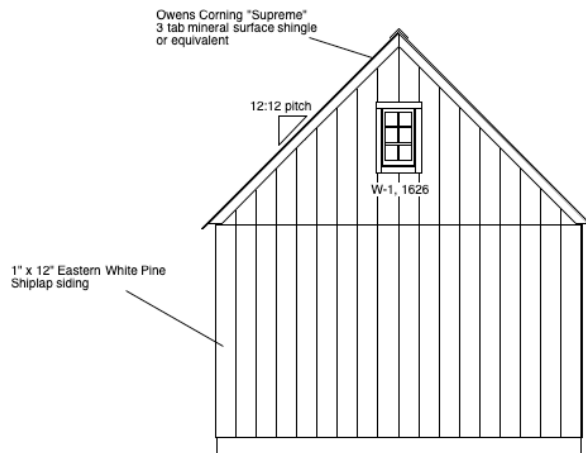 Owens Corning "Supreme"
3 tab mineral surface shingle
or equivalent
12:12 pitch
W-1, 1626
1" x 12" Eastern White Pine
Shiplap siding